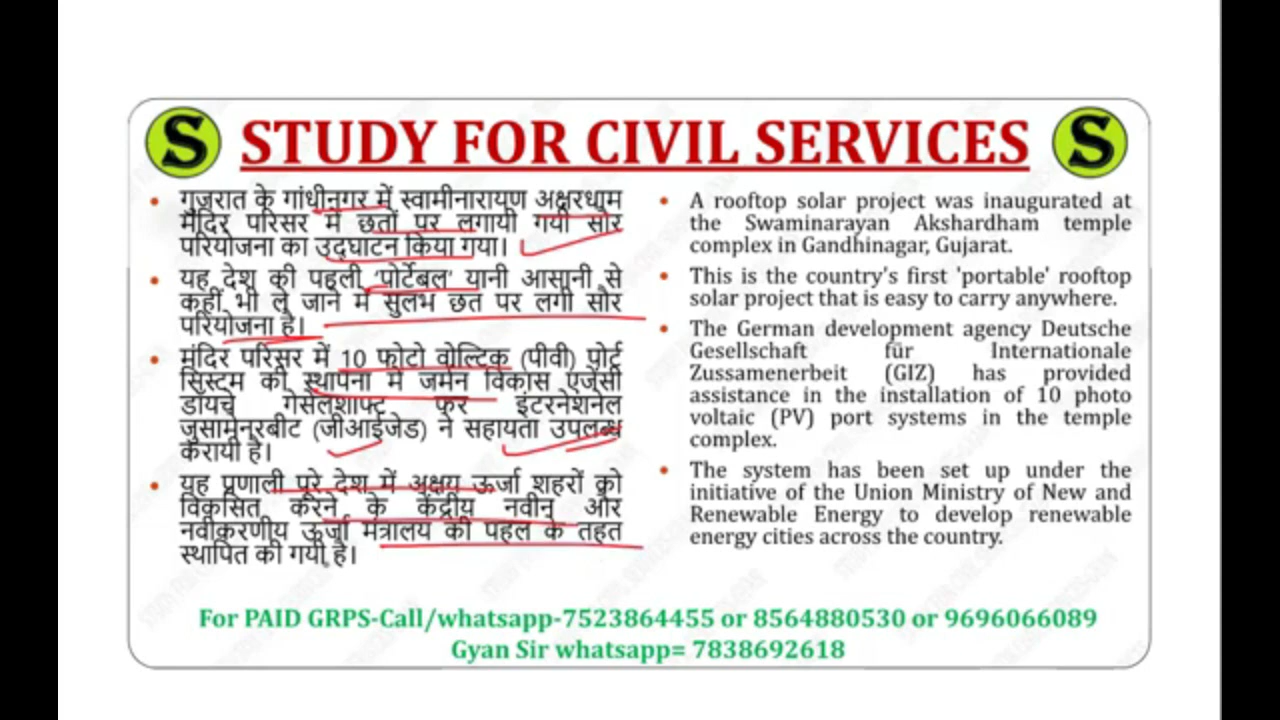 S STUDY FOR CIVIL SERVICES S
गुजरात के गांधीनगर में स्वामीनारायण अक्षरधाम
मंदिर परिसर में छतों पर लगायी गयी सौर
परियोजना का उद्घाटन किया गया।
यह देश की पहली 'पोर्टेबल' यानी आसानी से
कहीं भी ले जाने में सुलभ छत पर लगी सौर
परियोजना है।
मंदिर परिसर में 10 फोटो वोल्टिक (पीवी) पोर्ट
सिस्टम की स्थापना में जर्मन विकास एजेंसी
डॉयचे गेसेलशाफ्ट फर इंटरनेशनेल
जुसामेनरबीट (जीआईजेड) ने सहायता उपलब्ध
करायी है।
यह प्रणाली पूरे देश में अक्षय ऊर्जा शहरों को
विकसित करने के केंद्रीय नवीन और
नवीकरणीय ऊर्जा मंत्रालय की पहल के तहत
स्थापित की गयी है।
A rooftop solar project was inaugurated at
the Swaminarayan Akshardham temple
complex in Gandhinagar, Gujarat.
This is the country's first 'portable' rooftop
solar project that is easy to carry anywhere.
The German development agency Deutsche
Gesellschaft für Internationale
Zussamenerbeit (GIZ) has provided
assistance in the installation of 10 photo
voltaic (PV) port systems in the temple
complex.
The system has been set up under the
initiative of the Union Ministry of New and
Renewable Energy to develop renewable
energy cities across the country.
For PAID GRPS-Call/whatsapp-7523864455 or 8564880530 or 9696066089
Gyan Sir whatsapp= 7838692618